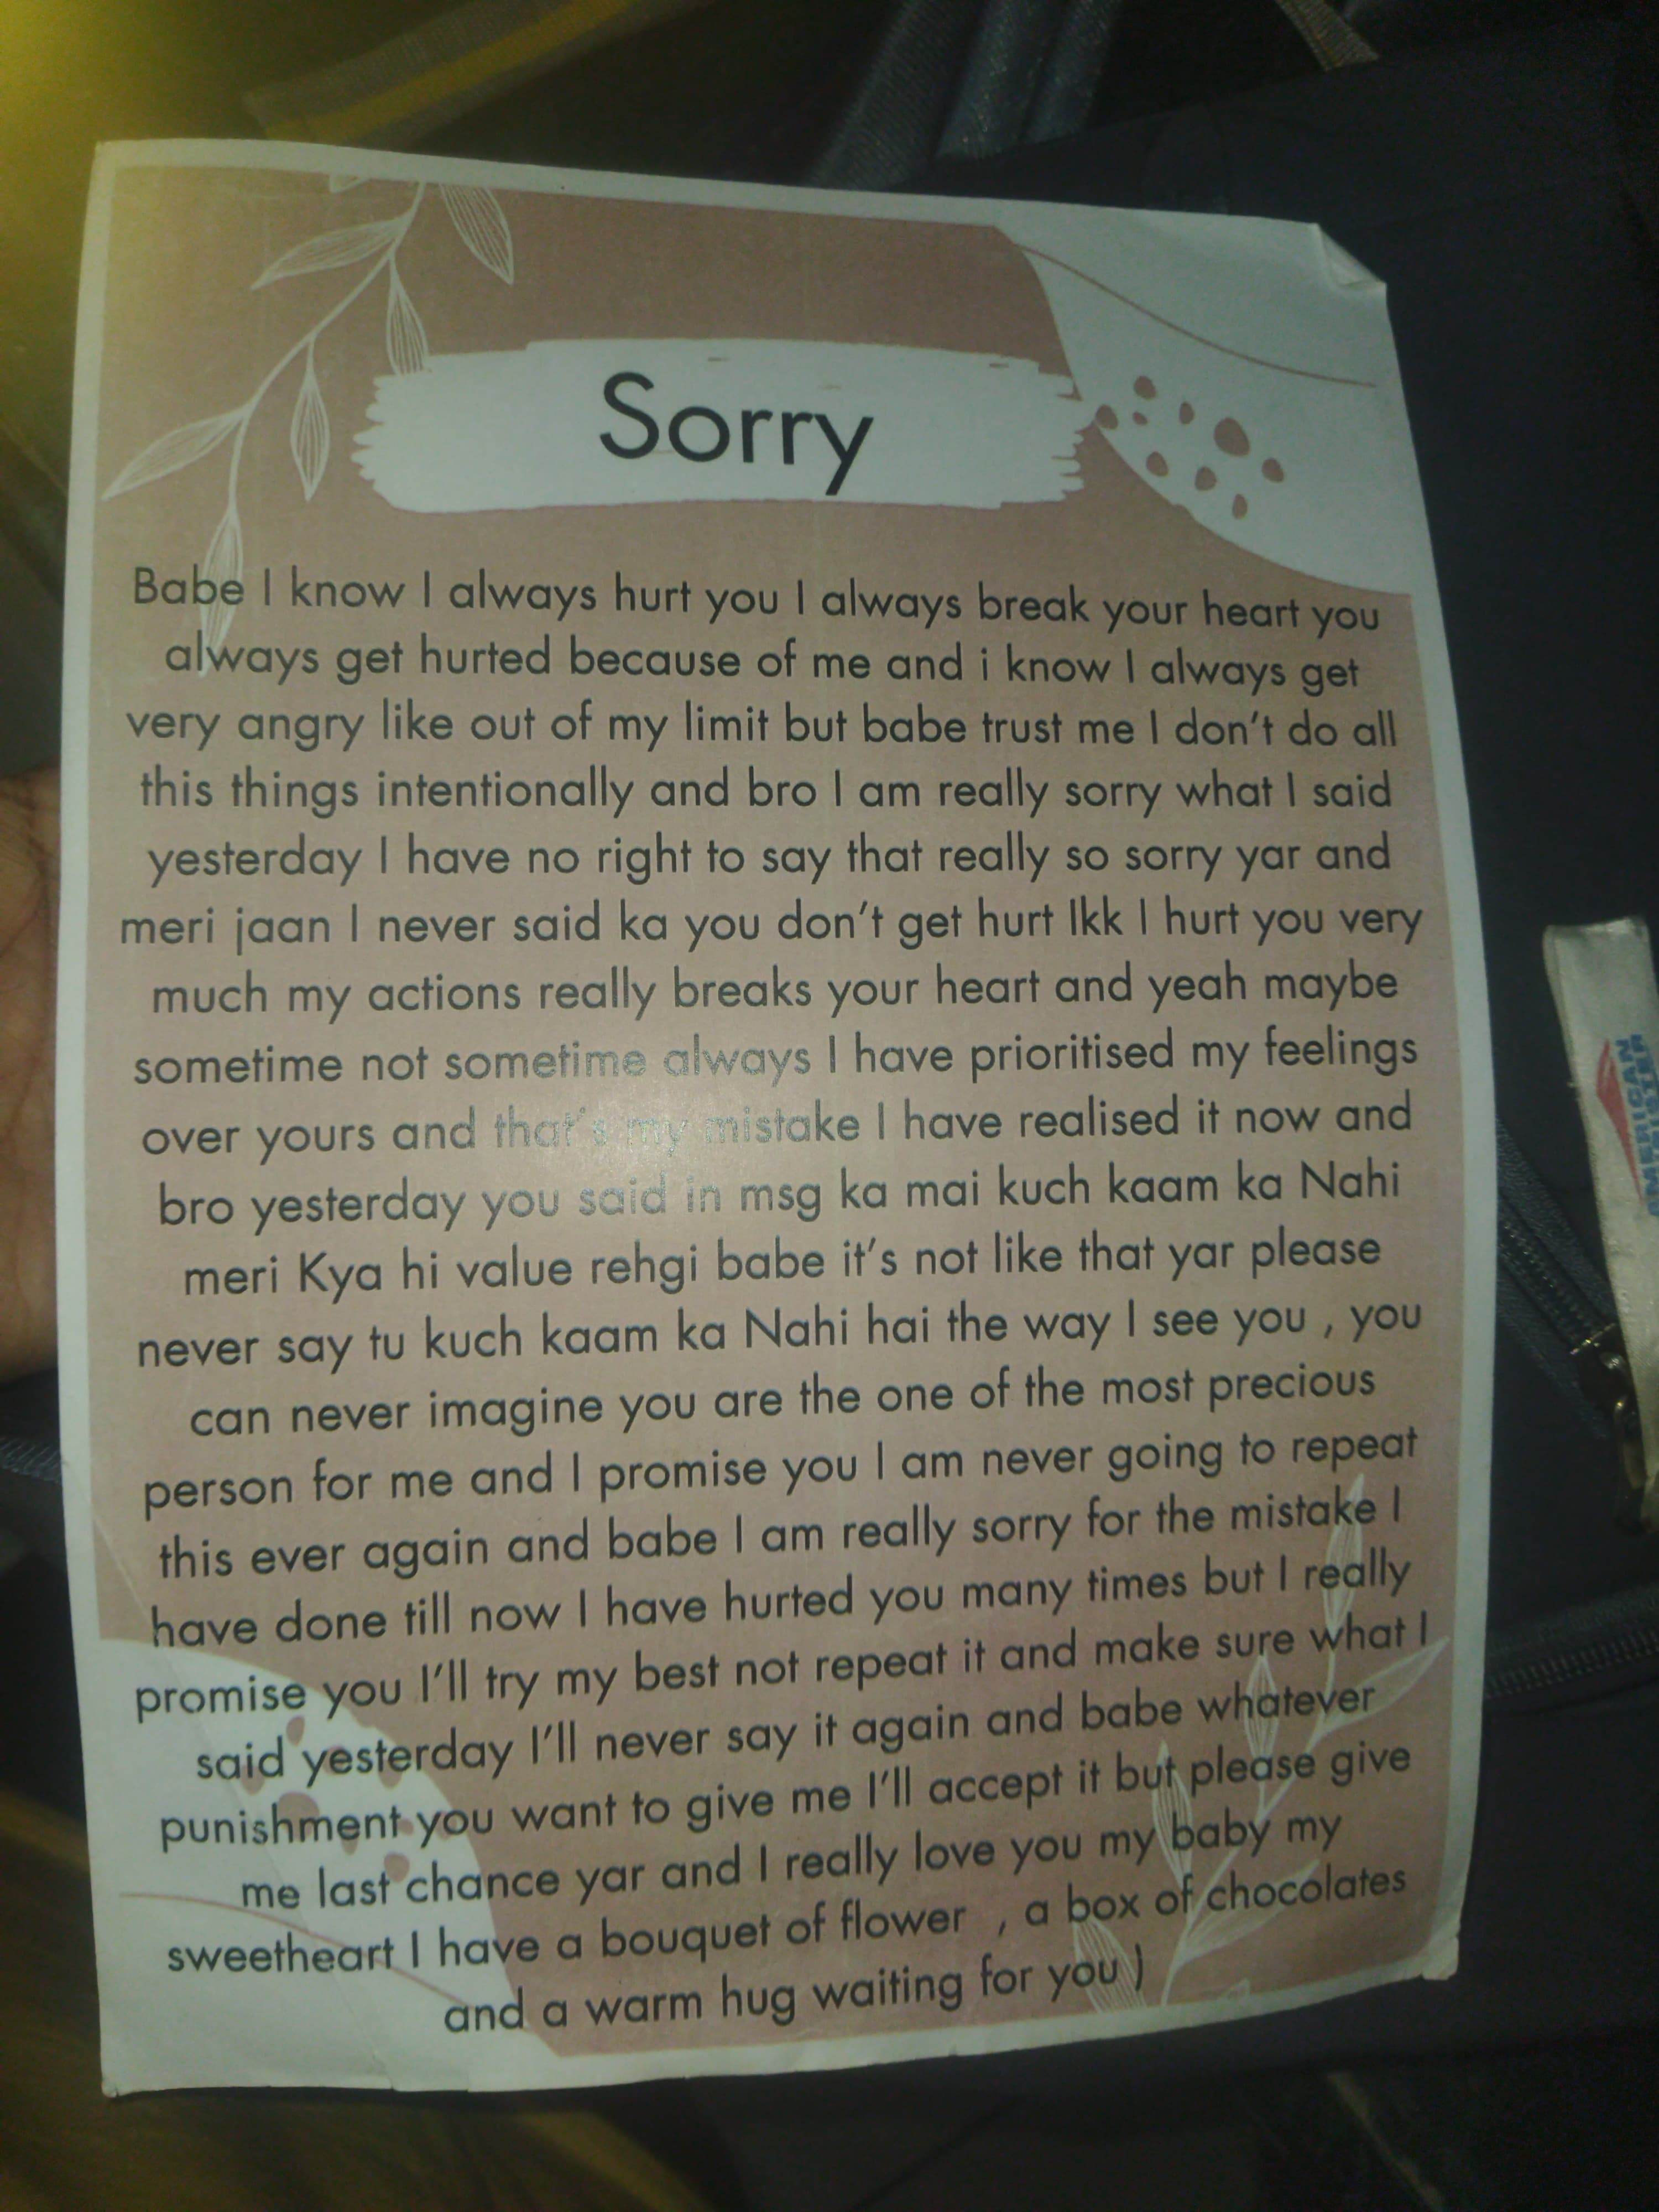 Sorry
Babe I know I always hurt you I always break your heart you
always get hurted because of me and i know I always get
very angry like out of my limit but babe trust me I don't do all
this things intentionally and bro I am really sorry what I said
yesterday I have no right to say that really so sorry yar and
meri jaan I never said ka you don't get hurt Ikk I hurt you very
much my actions really breaks your heart and yeah maybe
sometime not sometime always I have prioritised my feelings
over yours and that's my mistake I have realised it now and
bro yesterday you said in msg ka mai kuch kaam ka Nahi
meri Kya hi value rehgi babe it's not like that yar please
never say tu kuch kaam ka Nahi hai the way I see you , you
can never imagine you are the one of the most precious
person for me and I promise you I am never going to repeat
this ever again and babe I am really sorry for the mistake I
have done till now I have hurted you many times but I really
promise you I'll try my best not repeat it and make sure what I
said yesterday I'll never say it again and babe whatever
punishment you want to give me I'll accept it but please give
me last chance yar and I really love you my baby my
sweetheart I have a bouquet of flower , a box of chocolates
and a warm hug waiting for you )
AMERICAN